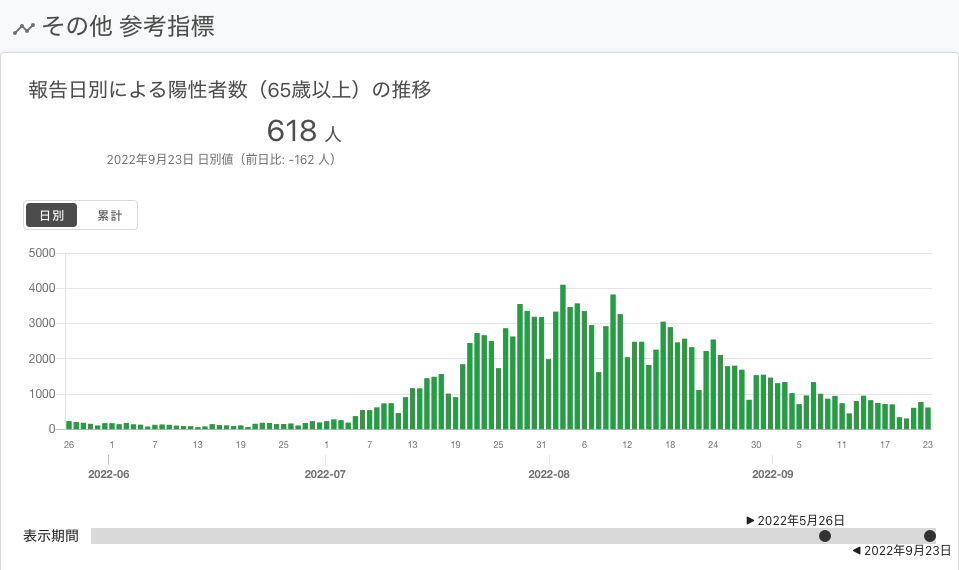 その他 参考指標
報告日別による陽性者数（65歳以上）の推移
618 人
2022年9月23日 日別値（前日比: -162 人）
日別 累計
5000
4000
3000
2000
1000
0
26 1 7 13 19 25 1 7 13 19 25 31 6 12 18 24 30 5 11 17 23
2022-06 2022-07 2022-08 2022-09
▶ 2022年5月26日
表示期間
◀ 2022年9月23日